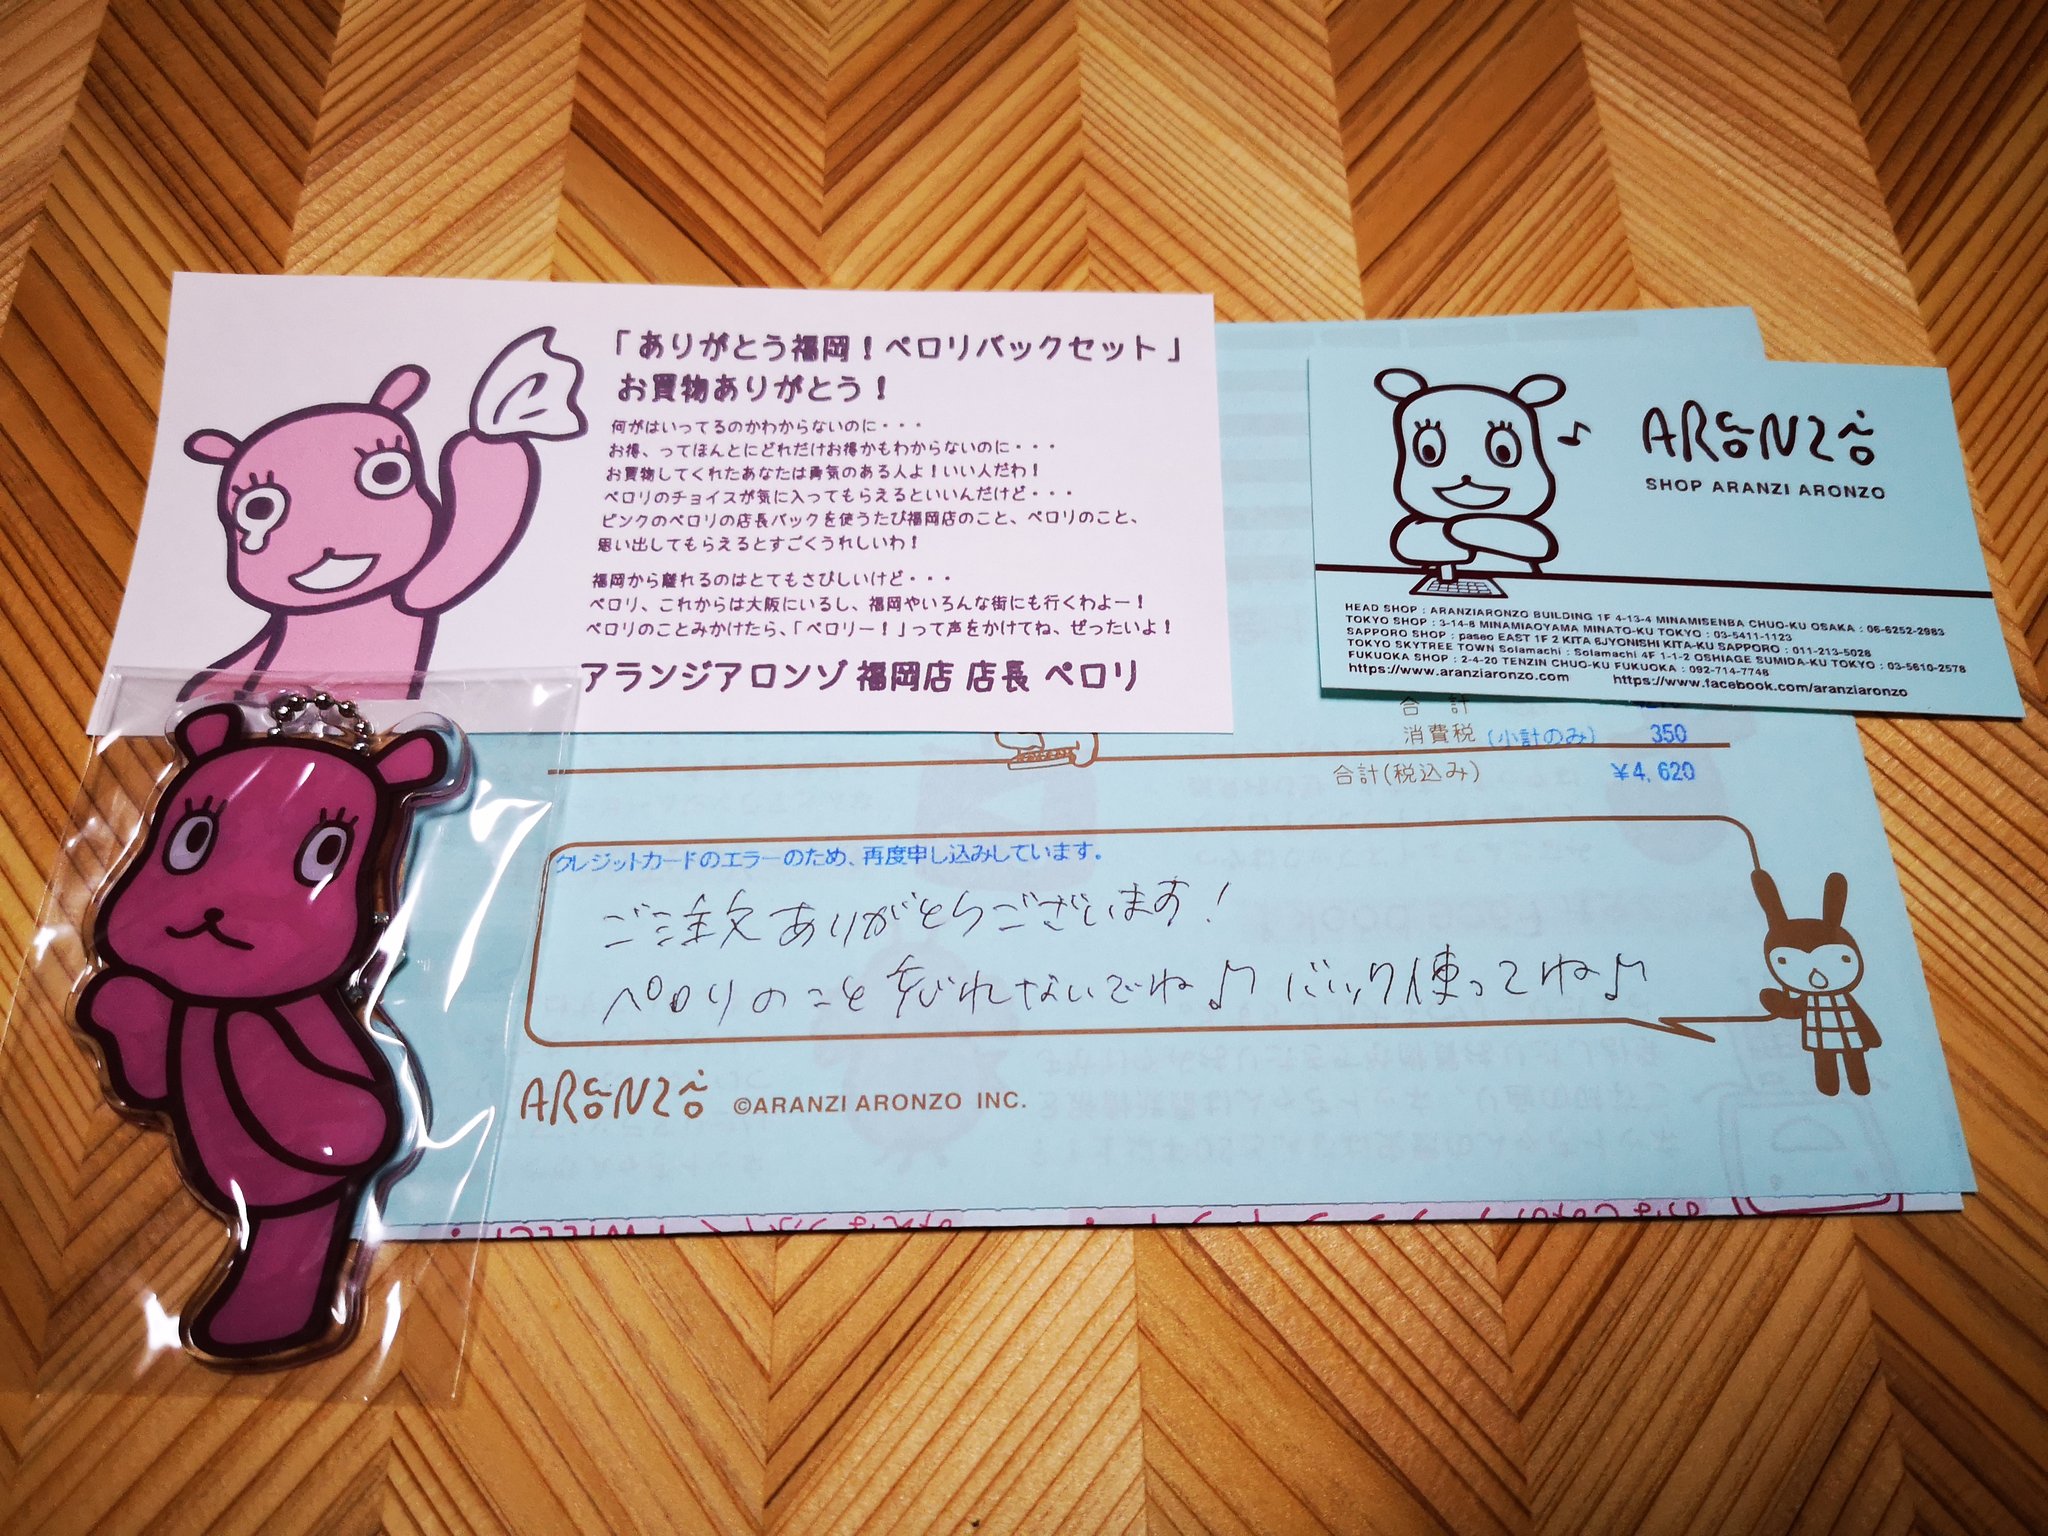 「ありがとう福岡！ペロリバックセット」
お買物ありがとう！
何がはいってるのかわからないのに・・・
お得、ってほんとにどれだけお得かもわからないのに・・・
お買物してくれたあなたは勇気のある人よ！いい人だわ！
ペロリのチョイスが気に入ってもらえるといいんだけど・・・
ピンクのペロリの店長バックを使うたび福岡店のこと、ペロリのこと、
思い出してもらえるとすごくうれしいわ！
福岡から離れるのはとてもさびしいけど・・・
ペロリ、これからは大阪にいるし、福岡やいろんな街にも行くわよー！
ペロリのことみかけたら、「ペロリー！」って声をかけてね、ぜったいよ！
アランジアロンゾ 福岡店 店長 ペロリ
ARONZO
SHOP ARANZI ARONZO
HEAD SHOP : ARANZIARONZO BUILDING 1F 4-13-4 MINAMISENBA CHUO-KU OSAKA : 06-6252-2983
TOKYO SHOP : 3-14-8 MINAMIAOYAMA MINATO-KU TOKYO : 03-5411-1123
SAPPORO SHOP : paseo EAST 1F 2 KITA 6JYONISHI KITA-KU SAPPORO : 011-213-5028
TOKYO SKYTREE TOWN Solamachi : Solamachi 4F 1-1-2 OSHIAGE SUMIDA-KU TOKYO : 03-5610-2578
FUKUOKA SHOP : 2-4-20 TENZIN CHUO-KU FUKUOKA : 092-714-7748
https://www.aranziaronzo.com https://www.facebook.com/aranziaronzo
合 計
消費税 (小計のみ) 350
合計(税込み) ¥4,620
クレジットカードのエラーのため、再度申し込みしています。
ご注文ありがとうございます！
ペロリのこと忘れないでね♪ バック使ってね♪
ARONZO ©ARANZI ARONZO INC.